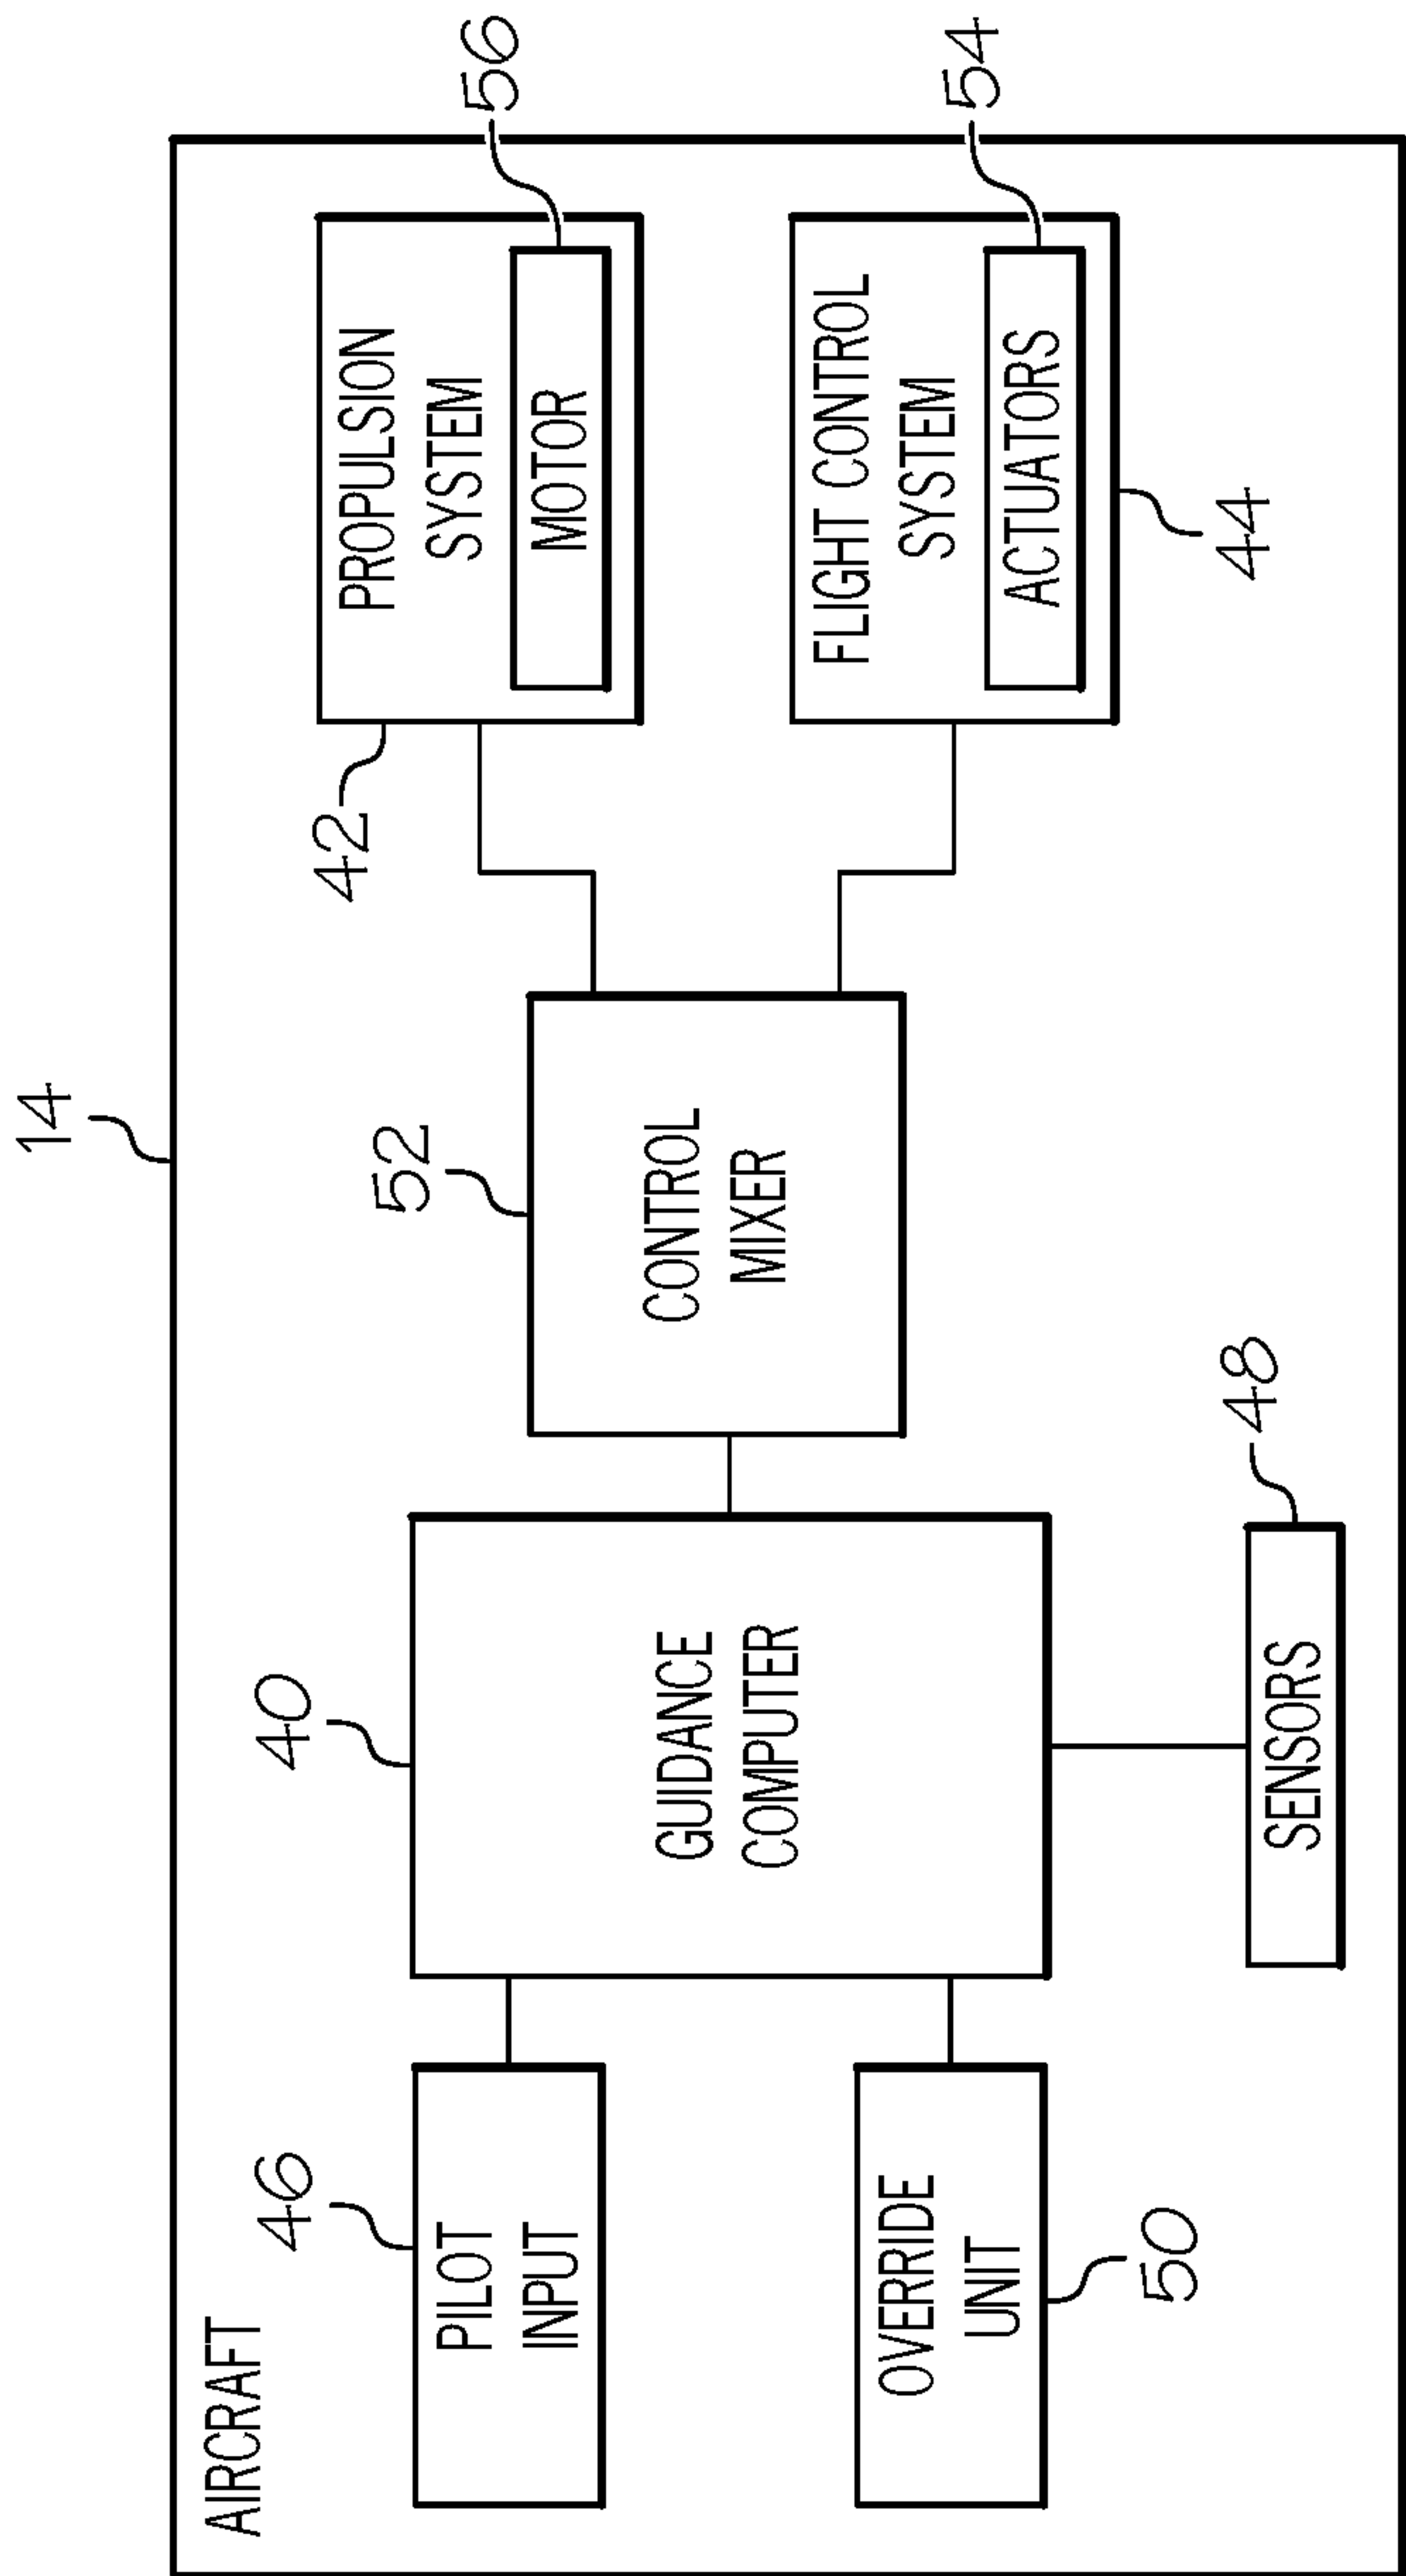 14
AIRCRAFT
46
PILOT
INPUT
40
GUIDANCE
COMPUTER
52
CONTROL
MIXER
42
PROPULSION
SYSTEM
MOTOR
56
OVERRIDE
UNIT
50
SENSORS
48
FLIGHT CONTROL
SYSTEM
ACTUATORS
54
44